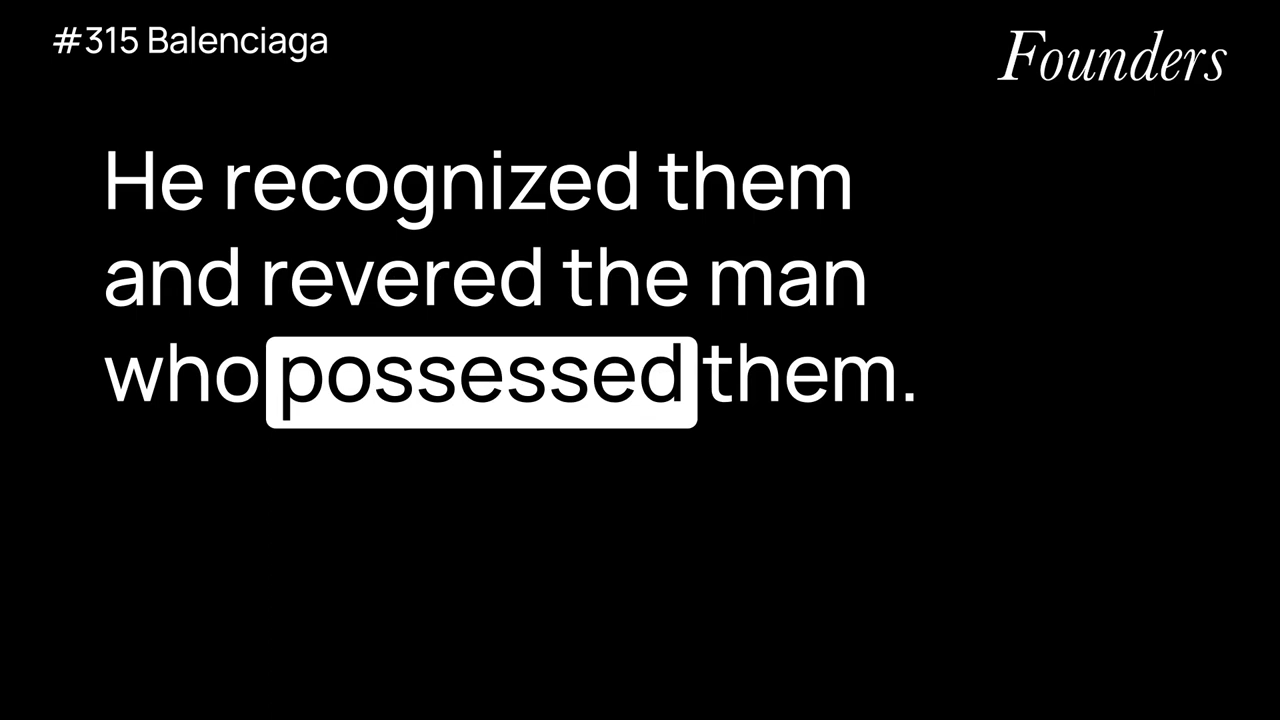 #315 Balenciaga
Founders
He recognized them
and revered the man
who possessed them.